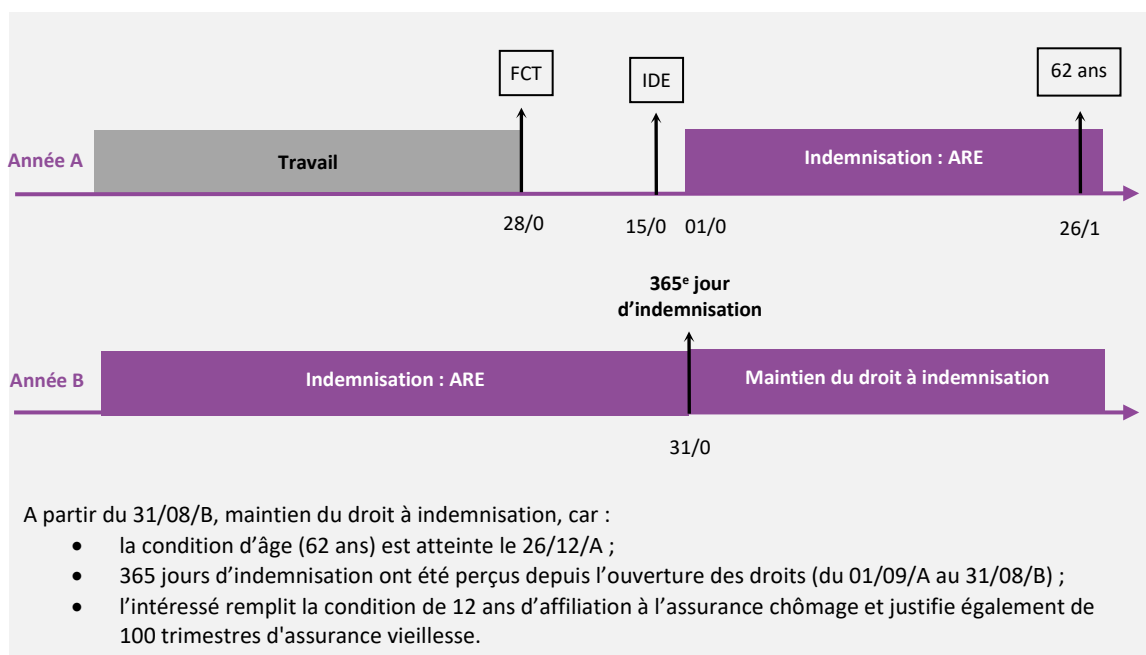 FCT
IDE
62 ans
Année A
Travail
Indemnisation : ARE
28/0
15/0
01/0
26/1
365e jour
d’indemnisation
Année B
Indemnisation : ARE
Maintien du droit à indemnisation
31/0
A partir du 31/08/B, maintien du droit à indemnisation, car :
• la condition d’âge (62 ans) est atteinte le 26/12/A ;
• 365 jours d’indemnisation ont été perçus depuis l’ouverture des droits (du 01/09/A au 31/08/B) ;
• l’intéressé remplit la condition de 12 ans d’affiliation à l’assurance chômage et justifie également de
100 trimestres d'assurance vieillesse.